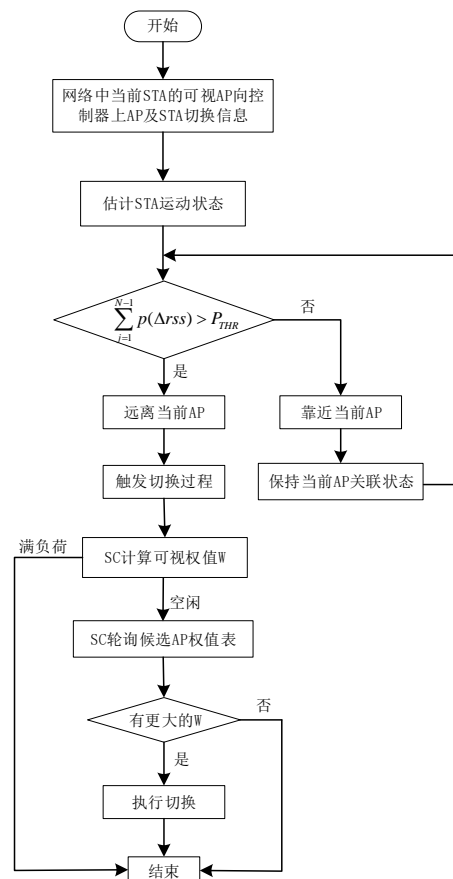 开始
网络中当前STA的可视AP向控
制器上AP及STA切换信息
估计STA运动状态
\sum_{j=1}^{N-1} p(\Delta rss) > P_{THR}
否
是
远离当前AP
靠近当前AP
触发切换过程
保持当前AP关联状态
满负荷
SC计算可视权值W
空闲
SC轮询候选AP权值表
有更大的W
否
是
执行切换
结束